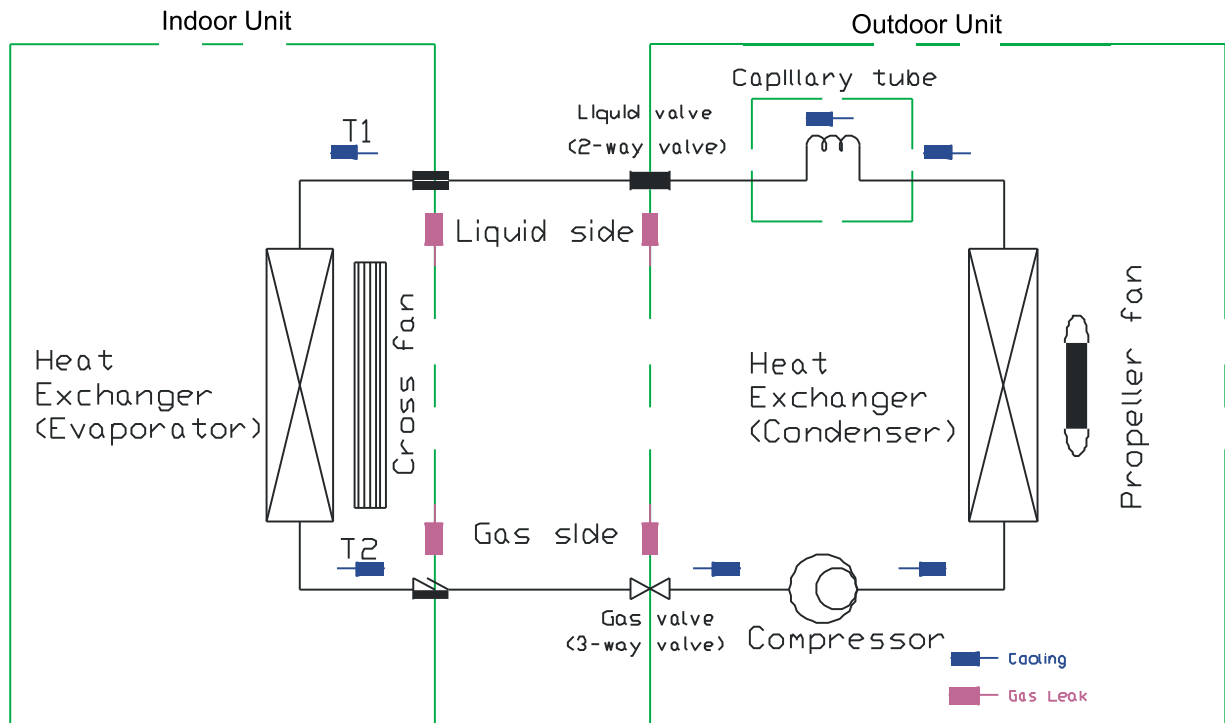 Indoor Unit
Outdoor Unit
Capillary tube
Liquid valve
(2-way valve)
T1
Liquid side
Heat
Exchanger
(Evaporator)
Cross fan
Heat
Exchanger
(Condenser)
Propeller fan
Gas side
T2
Gas valve
(3-way valve)
Compressor
Cooling
Gas Leak